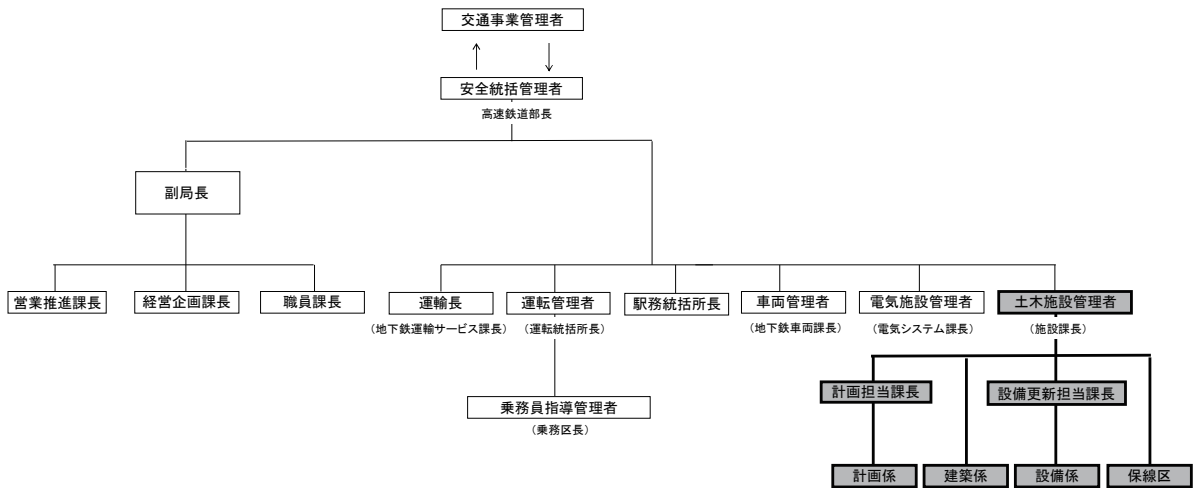 交通事業管理者
安全統括管理者
高速鉄道部長
副局長
営業推進課長
経営企画課長
職員課長
運輸長
(地下鉄運輸サービス課長)
運転管理者
(運転統括所長)
駅務統括所長
車両管理者
(地下鉄車両課長)
電気施設管理者
(電気システム課長)
土木施設管理者
(施設課長)
乗務員指導管理者
(乗務区長)
計画担当課長
設備更新担当課長
計画係
建築係
設備係
保線区